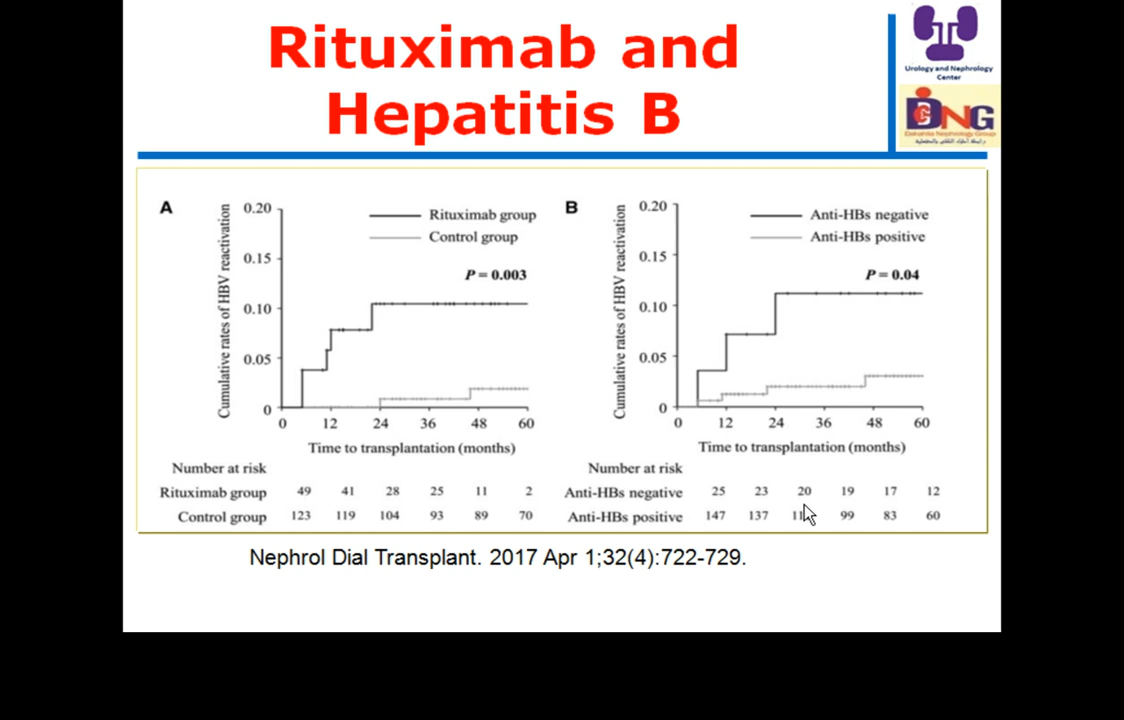 Rituximab and
Hepatitis B
Urology and Nephrology
Center
DNG
Dakahlia Nephrology Group
A
Cumulative rates of HBV reactivation
0.20
0.15
0.10
0.05
0
Rituximab group
Control group
P = 0.003
0 12 24 36 48 60
Time to transplantation (months)
Number at risk
Rituximab group 49 41 28 25 11 2
Control group 123 119 104 93 89 70
B
Cumulative rates of HBV reactivation
0.20
0.15
0.10
0.05
0
Anti-HBs negative
Anti-HBs positive
P = 0.04
0 12 24 36 48 60
Time to transplantation (months)
Number at risk
Anti-HBs negative 25 23 20 19 17 12
Anti-HBs positive 147 137 99 83 60
Nephrol Dial Transplant. 2017 Apr 1;32(4):722-729.